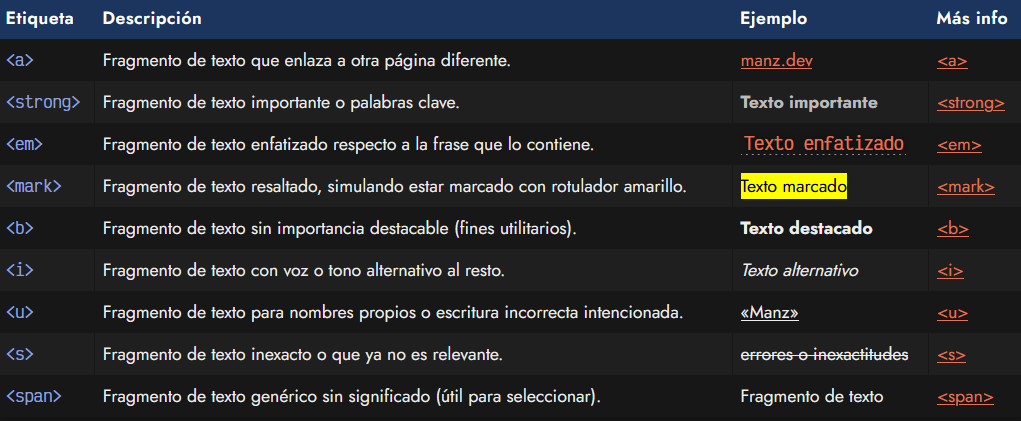 Etiqueta Descripción Ejemplo Más info
<a> Fragmento de texto que enlaza a otra página diferente. manz.dev <a>
<strong> Fragmento de texto importante o palabras clave. Texto importante <strong>
<em> Fragmento de texto enfatizado respecto a la frase que lo contiene. Texto enfatizado <em>
<mark> Fragmento de texto resaltado, simulando estar marcado con rotulador amarillo. Texto marcado <mark>
<b> Fragmento de texto sin importancia destacable (fines utilitarios). Texto destacado <b>
<i> Fragmento de texto con voz o tono alternativo al resto. Texto alternativo <i>
<u> Fragmento de texto para nombres propios o escritura incorrecta intencionada. «Manz» <u>
<s> Fragmento de texto inexacto o que ya no es relevante. errores o inexactitudes <s>
<span> Fragmento de texto genérico sin significado (útil para seleccionar). Fragmento de texto <span>